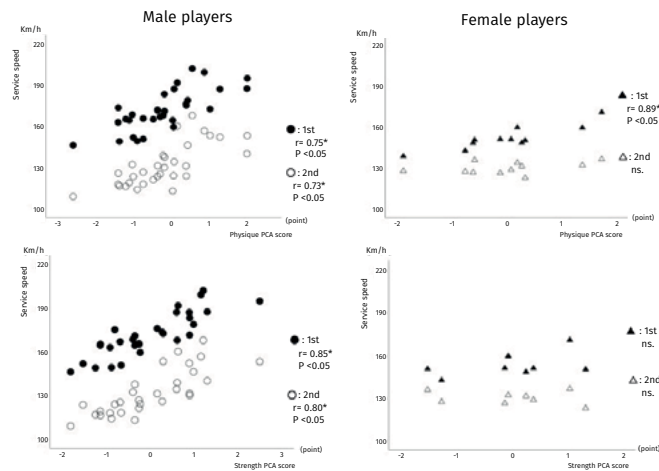 Male players
Female players
Km/h
Service speed
220
190
160
130
100
-3
-2
-1
0
1
2
(point)
Physique PCA score
: 1st
r= 0.75*
P <0.05
: 2nd
r= 0.73*
P <0.05
Km/h
Service speed
220
190
160
130
100
-2
-1
0
1
2
(point)
Physique PCA score
: 1st
r= 0.89*
P <0.05
: 2nd
ns.
Km/h
Service speed
220
190
160
130
100
-2
-1
0
1
2
3
(point)
Strength PCA score
: 1st
r= 0.85*
P <0.05
: 2nd
r= 0.80*
P <0.05
Km/h
Service speed
220
190
160
130
100
-2
-1
0
1
2
(point)
Strength PCA score
: 1st
ns.
: 2nd
ns.